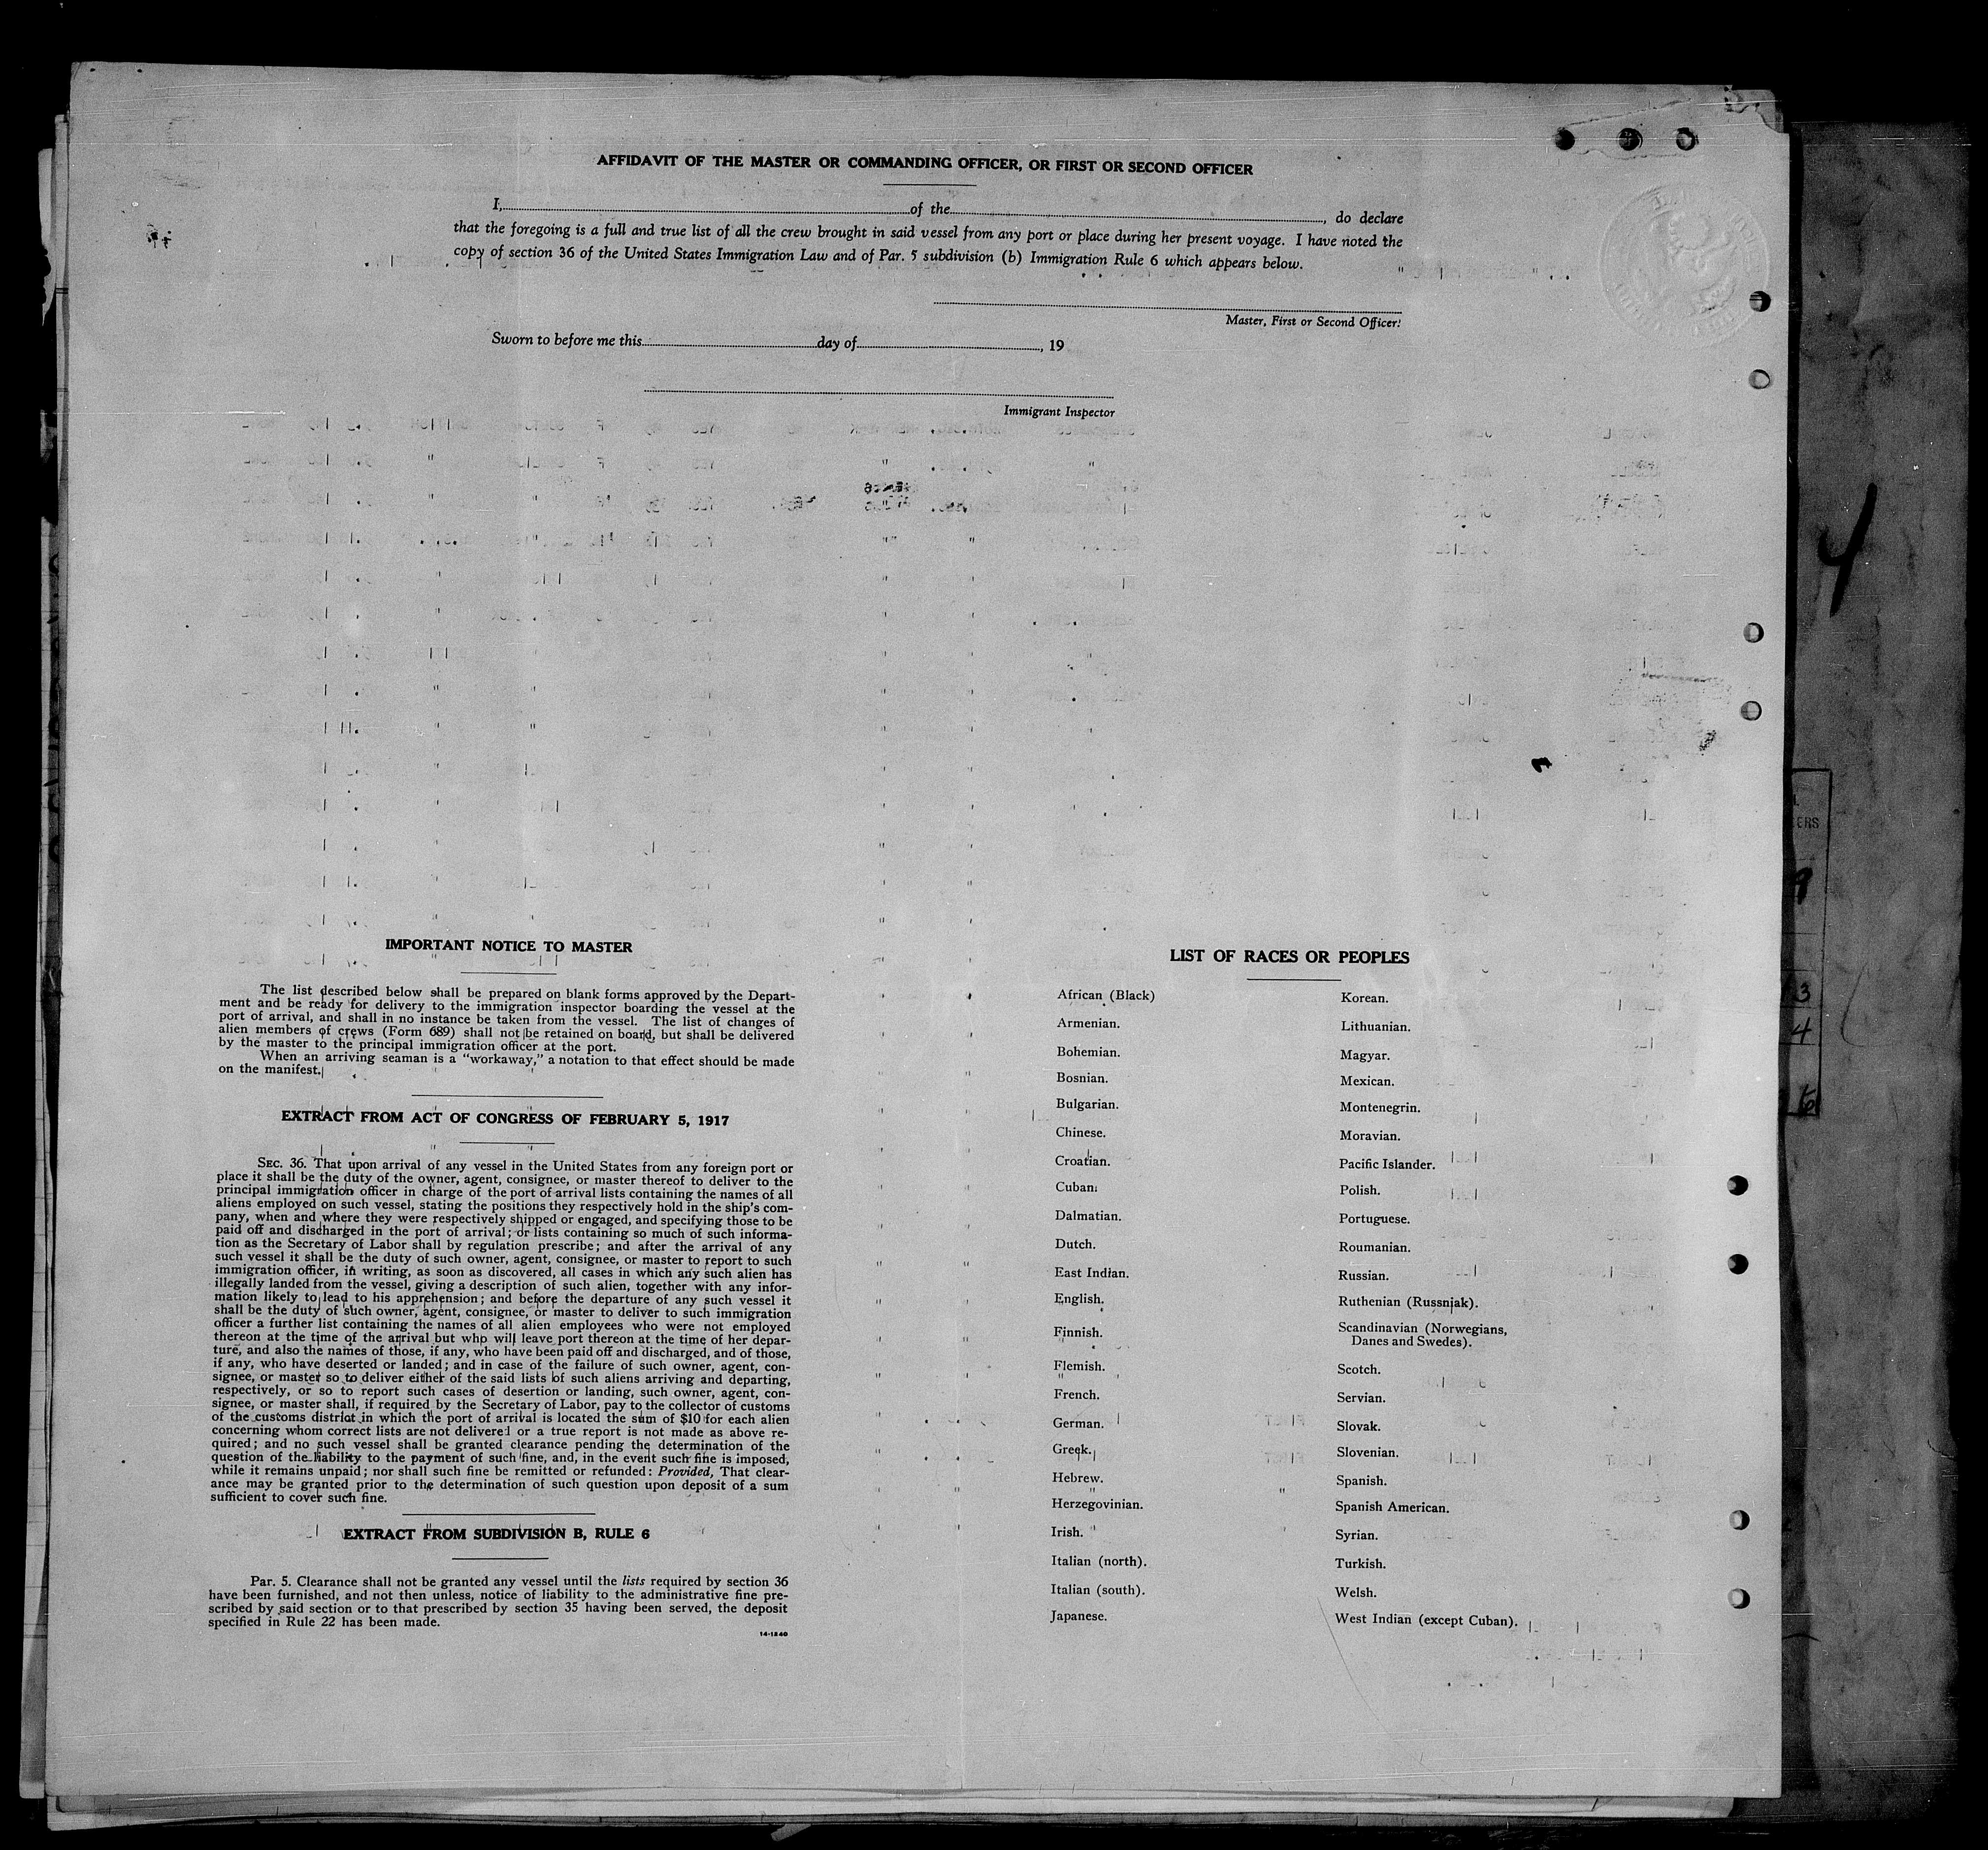 AFFIDAVIT OF THE MASTER OR COMMANDING OFFICER, OR FIRST OR SECOND OFFICER
I, of the , do declare
that the foregoing is a full and true list of all the crew brought in said vessel from any port or place during her present voyage. I have noted the
copy of section 36 of the United States Immigration Law and of Par. 5 subdivision (b) Immigration Rule 6 which appears below.
Master, First or Second Officer.
Sworn to before me this day of , 19
Immigrant Inspector
IMPORTANT NOTICE TO MASTER
The list described below shall be prepared on blank forms approved by the Depart-
ment and be ready for delivery to the immigration inspector boarding the vessel at the
port of arrival, and shall in no instance be taken from the vessel. The list of changes of
alien members of crews (Form 689) shall not be retained on board, but shall be delivered
by the master to the principal immigration officer at the port.
When an arriving seaman is a "workaway," a notation to that effect should be made
on the manifest.
EXTRACT FROM ACT OF CONGRESS OF FEBRUARY 5, 1917
SEC. 36. That upon arrival of any vessel in the United States from any foreign port or
place it shall be the duty of the owner, agent, consignee, or master thereof to deliver to the
principal immigration officer in charge of the port of arrival lists containing the names of all
aliens employed on such vessel, stating the positions they respectively hold in the ship's com-
pany, when and where they were respectively shipped or engaged, and specifying those to be
paid off and discharged in the port of arrival; or lists containing so much of such informa-
tion as the Secretary of Labor shall by regulation prescribe; and after the arrival of any
such vessel it shall be the duty of such owner, agent, consignee, or master to report to such
immigration officer, in writing, as soon as discovered, all cases in which any such alien has
illegally landed from the vessel, giving a description of such alien, together with any infor-
mation likely to lead to his apprehension; and before the departure of any such vessel it
shall be the duty of such owner, agent, consignee, or master to deliver to such immigration
officer a further list containing the names of all alien employees who were not employed
thereon at the time of the arrival but who will leave port thereon at the time of her depar-
ture, and also the names of those, if any, who have been paid off and discharged, and of those,
if any, who have deserted or landed; and in case of the failure of such owner, agent, con-
signee, or master so to deliver either of the said lists of such aliens arriving and departing,
respectively, or so to report such cases of desertion or landing, such owner, agent, con-
signee, or master shall, if required by the Secretary of Labor, pay to the collector of customs
of the customs district in which the port of arrival is located the sum of $10 for each alien
concerning whom correct lists are not delivered or a true report is not made as above re-
quired; and no such vessel shall be granted clearance pending the determination of the
question of the liability to the payment of such fine, and, in the event such fine is imposed,
while it remains unpaid; nor shall such fine be remitted or refunded: Provided, That clear-
ance may be granted prior to the determination of such question upon deposit of a sum
sufficient to cover such fine.
EXTRACT FROM SUBDIVISION B, RULE 6
Par. 5. Clearance shall not be granted any vessel until the lists required by section 36
have been furnished, and not then unless, notice of liability to the administrative fine pre-
scribed by said section or to that prescribed by section 35 having been served, the deposit
specified in Rule 22 has been made.
14-1240
LIST OF RACES OR PEOPLES
African (Black)
Armenian.
Bohemian.
Bosnian.
Bulgarian.
Chinese.
Croatian.
Cuban.
Dalmatian.
Dutch.
East Indian.
English.
Finnish.
Flemish.
French.
German.
Greek.
Hebrew.
Herzegovinian.
Irish.
Italian (north).
Italian (south).
Japanese.
Korean.
Lithuanian.
Magyar.
Mexican.
Montenegrin.
Moravian.
Pacific Islander.
Polish.
Portuguese.
Roumanian.
Russian.
Ruthenian (Russniak).
Scandinavian (Norwegians,
Danes and Swedes).
Scotch.
Servian.
Slovak.
Slovenian.
Spanish.
Spanish American.
Syrian.
Turkish.
Welsh.
West Indian (except Cuban).
4
ERS
9
3
4